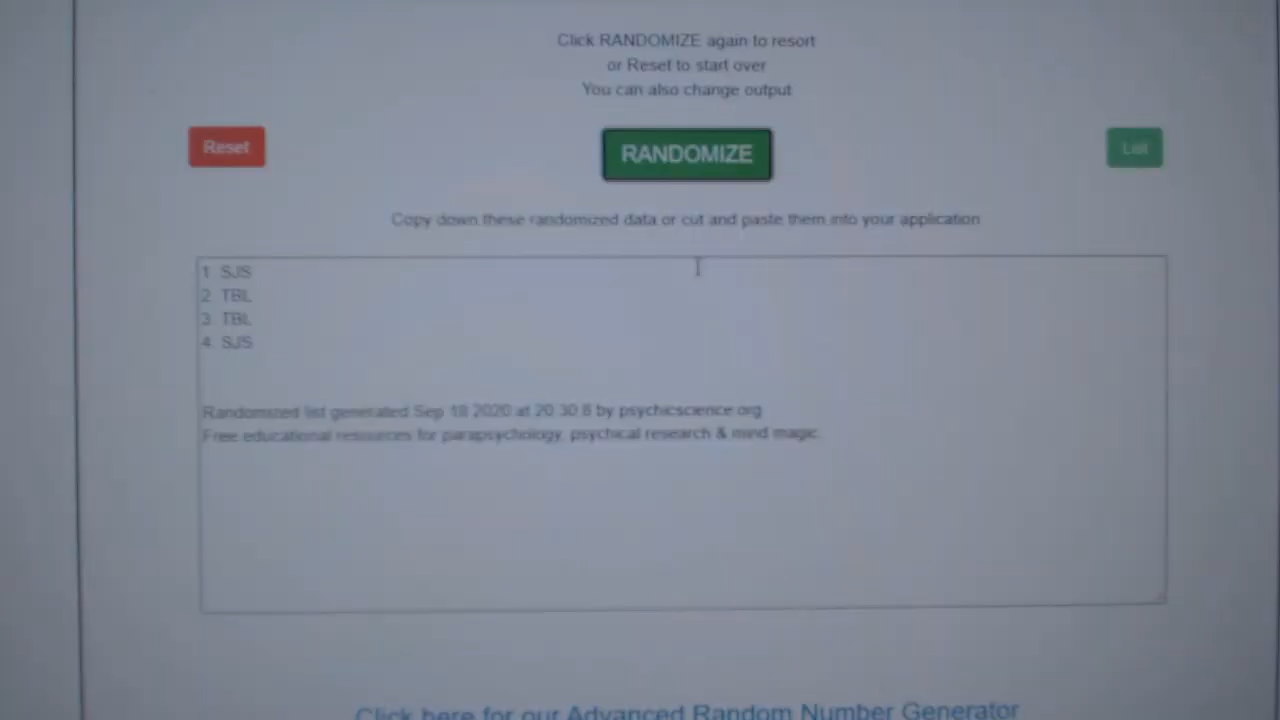 Click RANDOMIZE again to resort
or Reset to start over
You can also change output
Reset
RANDOMIZE
List
Copy down these randomized data or cut and paste them into your application
1. SJS
2. TBL
3. TBL
4. SJS
Randomized list generated Sep 18 2020 at 20:30:8 by psychicscience.org
Free educational resources for parapsychology, psychical research & mind magic.
Click here for our Advanced Random Number Generator